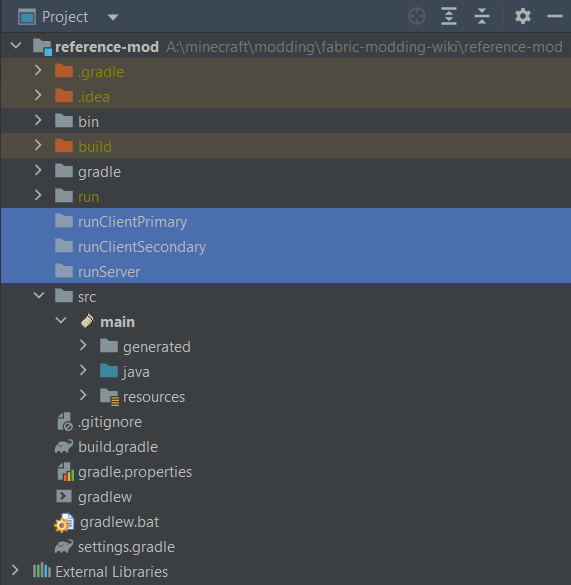 Project
reference-mod A:\minecraft\modding\fabric-modding-wiki\reference-mod
.gradle
.idea
bin
build
gradle
run
runClientPrimary
runClientSecondary
runServer
src
main
generated
java
resources
.gitignore
build.gradle
gradle.properties
gradlew
gradlew.bat
settings.gradle
External Libraries